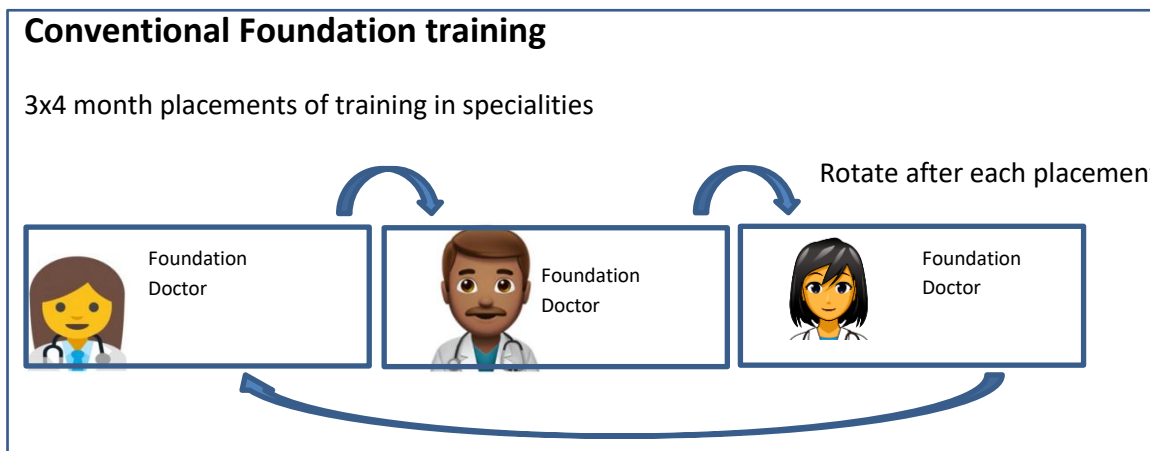 Conventional Foundation training
3x4 month placements of training in specialities
Rotate after each placemen
Foundation
Doctor
Foundation
Doctor
Foundation
Doctor